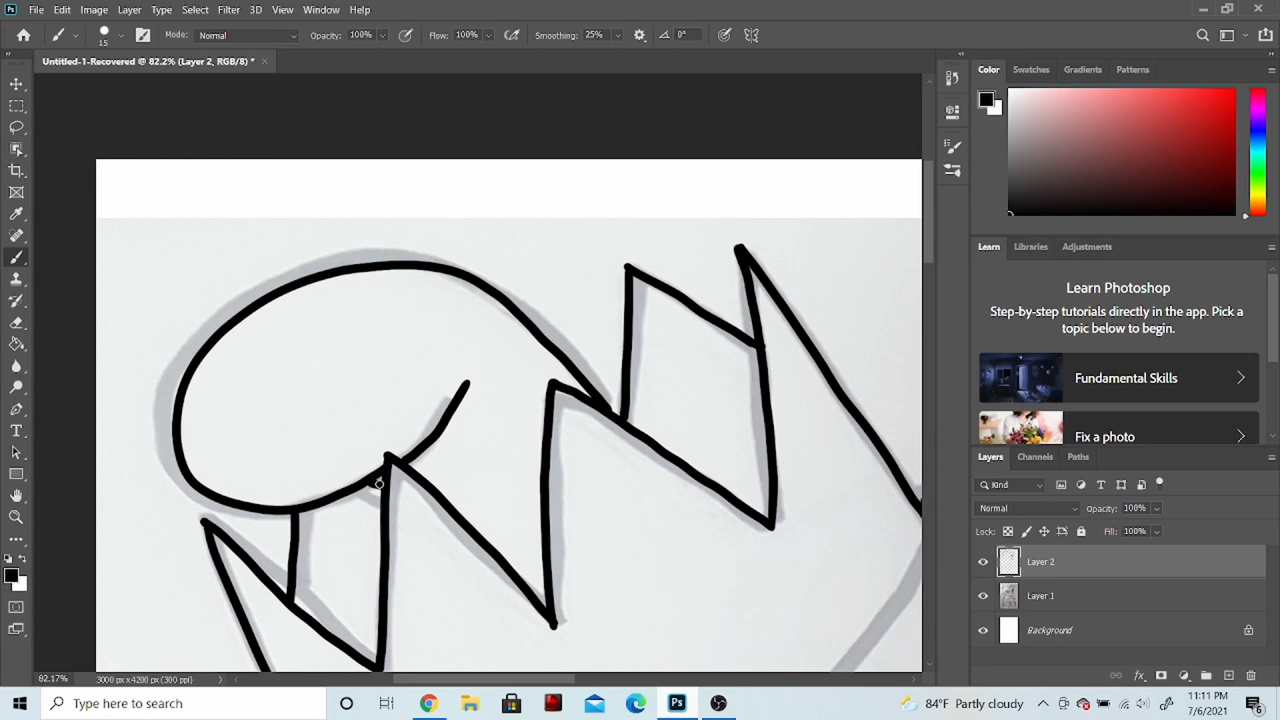 Ps File Edit Image Layer Type Select Filter 3D View Window Help
15 Mode: Normal Opacity: 100% Flow: 100% Smoothing: 25% 0°
Untitled-1-Recovered @ 82.2% (Layer 2, RGB/8) * ×
Color Swatches Gradients Patterns
Learn Libraries Adjustments
Learn Photoshop
Step-by-step tutorials directly in the app. Pick a
topic below to begin.
Fundamental Skills
Fix a photo
Layers Channels Paths
Kind
Normal Opacity: 100%
Lock: Fill: 100%
Layer 2
Layer 1
Background
82.17% 3000 px x 4200 px (300 ppi)
Type here to search
Ps
84°F Partly cloudy
11:11 PM
7/6/2021
6